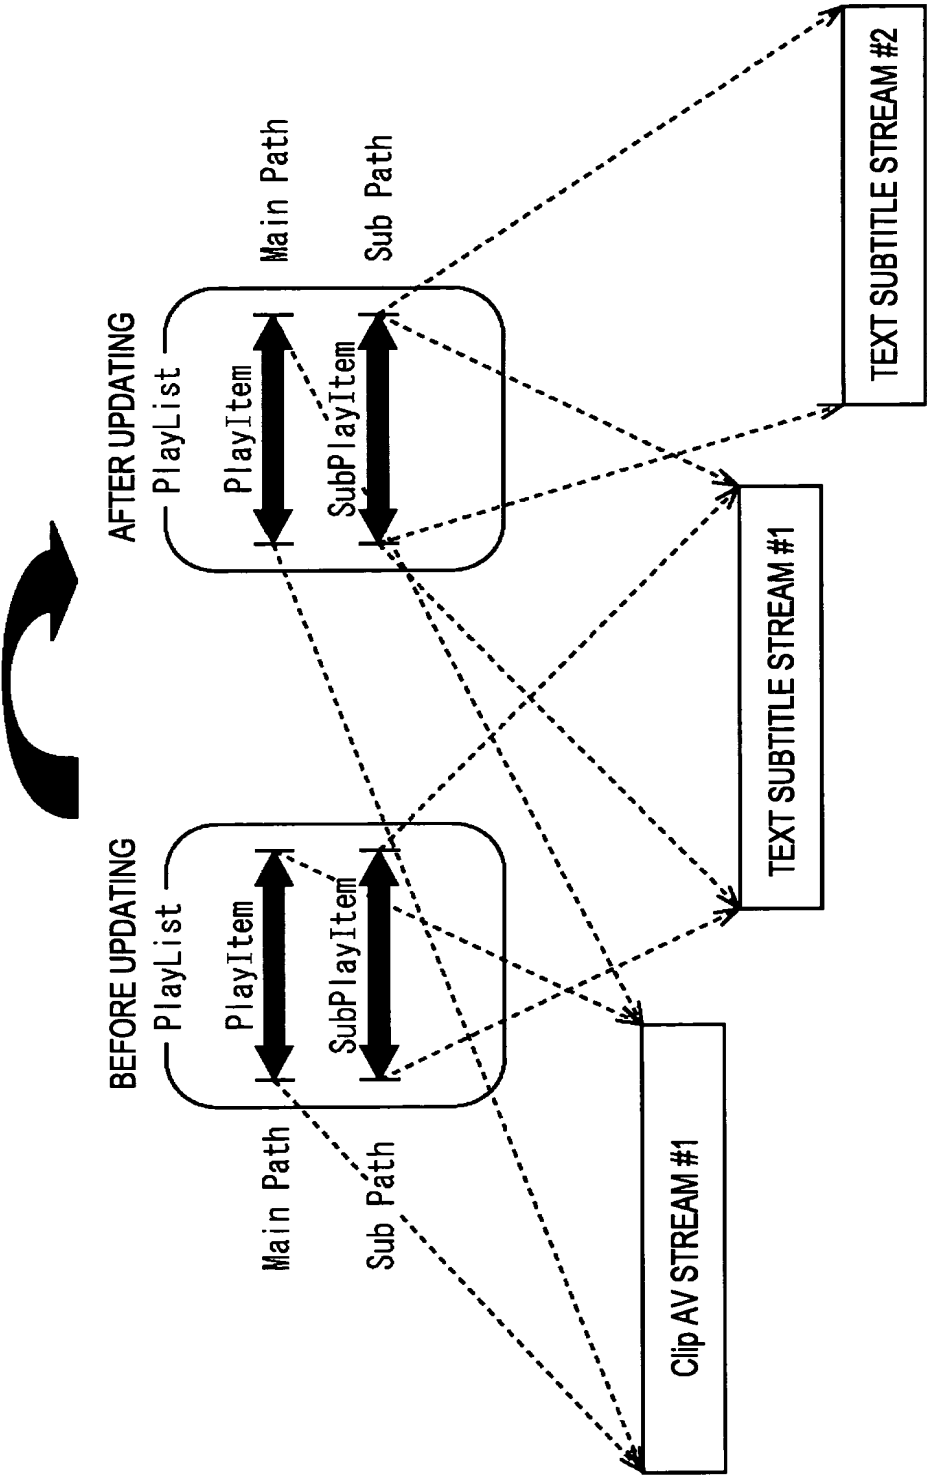 BEFORE UPDATING
PlayList
Main Path
PlayItem
Sub Path
SubPlayItem
AFTER UPDATING
PlayList
PlayItem
Main Path
SubPlayItem
Sub Path
Clip AV STREAM #1
TEXT SUBTITLE STREAM #1
TEXT SUBTITLE STREAM #2